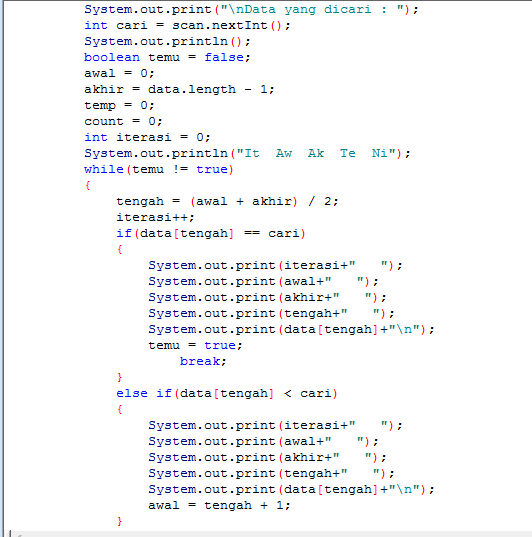 System.out.print("\nData yang dicari : ");
int cari = scan.nextInt();
System.out.println();
boolean temu = false;
awal = 0;
akhir = data.length - 1;
temp = 0;
count = 0;
int iterasi = 0;
System.out.println("It  Aw  Ak  Te  Ni");
while(temu != true)
{
    tengah = (awal + akhir) / 2;
    iterasi++;
    if(data[tengah] == cari)
    {
        System.out.print(iterasi+"   ");
        System.out.print(awal+"   ");
        System.out.print(akhir+"   ");
        System.out.print(tengah+"   ");
        System.out.print(data[tengah]+"\n");
        temu = true;
            break;
    }
    else if(data[tengah] < cari)
    {
        System.out.print(iterasi+"   ");
        System.out.print(awal+"   ");
        System.out.print(akhir+"   ");
        System.out.print(tengah+"   ");
        System.out.print(data[tengah]+"\n");
        awal = tengah + 1;
    }